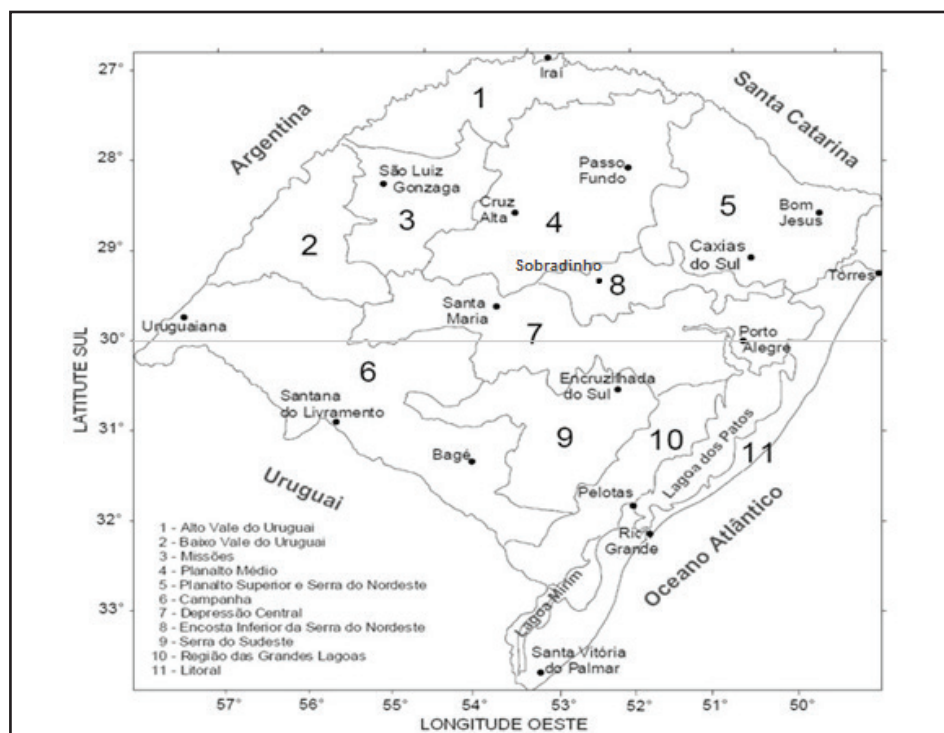 27°
28°
29°
30°
31°
32°
33°
LATITUTE SUL
Argentina
Santa Catarina
Iraí
1
São Luiz
Gonzaga
Passo
Fundo
Cruz
Alta
3
4
5
Bom
Jesus
2
Caxias
do Sul
Sobradinho
8
Tôrres
Santa
Maria
Uruguaiana
7
Porto
Alegre
6
Encruzilhada
do Sul
Santana
do Livramento
9
10
Lagoa dos Patos
11
Bagé
Uruguai
Pelotas
Rio
Grande
Oceano Atlântico
Lagoa Mirim
Santa Vitória
do Palmar
1 - Alto Vale do Uruguai
2 - Baixo Vale do Uruguai
3 - Missões
4 - Planalto Médio
5 - Planalto Superior e Serra do Nordeste
6 - Campanha
7 - Depressão Central
8 - Encosta Inferior da Serra do Nordeste
9 - Serra do Sudeste
10 - Região das Grandes Lagoas
11 - Litoral
57° 56° 55° 54° 53° 52° 51° 50°
LONGITUDE OESTE